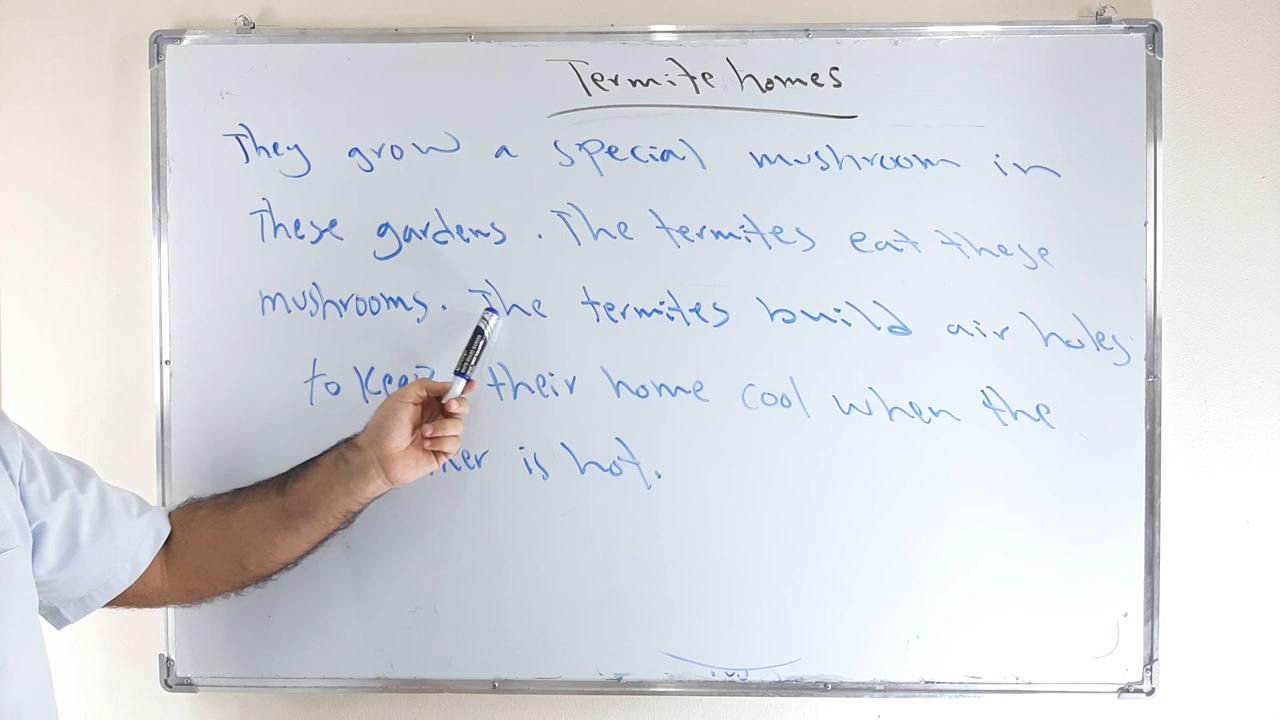 Termite homes
They grow a special mushroom in
these gardens. The termites eat these
mushrooms. The termites build air holes
to keep their home cool when the
is hot.